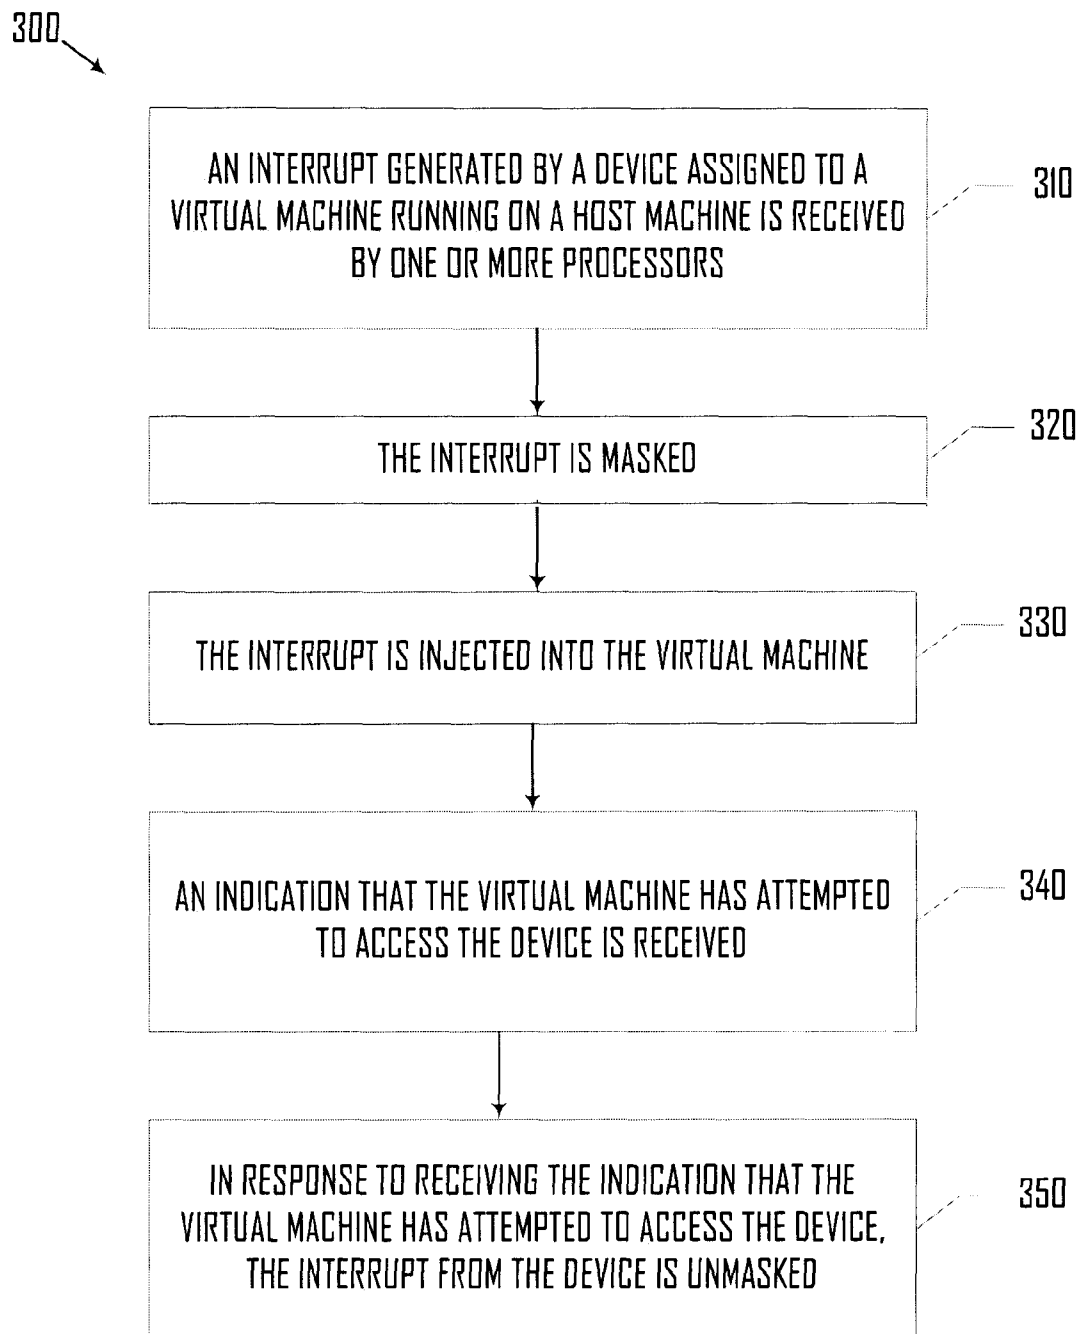 300
AN INTERRUPT GENERATED BY A DEVICE ASSIGNED TO A
VIRTUAL MACHINE RUNNING ON A HOST MACHINE IS RECEIVED
BY ONE OR MORE PROCESSORS
310
THE INTERRUPT IS MASKED
320
THE INTERRUPT IS INJECTED INTO THE VIRTUAL MACHINE
330
AN INDICATION THAT THE VIRTUAL MACHINE HAS ATTEMPTED
TO ACCESS THE DEVICE IS RECEIVED
340
IN RESPONSE TO RECEIVING THE INDICATION THAT THE
VIRTUAL MACHINE HAS ATTEMPTED TO ACCESS THE DEVICE,
THE INTERRUPT FROM THE DEVICE IS UNMASKED
350